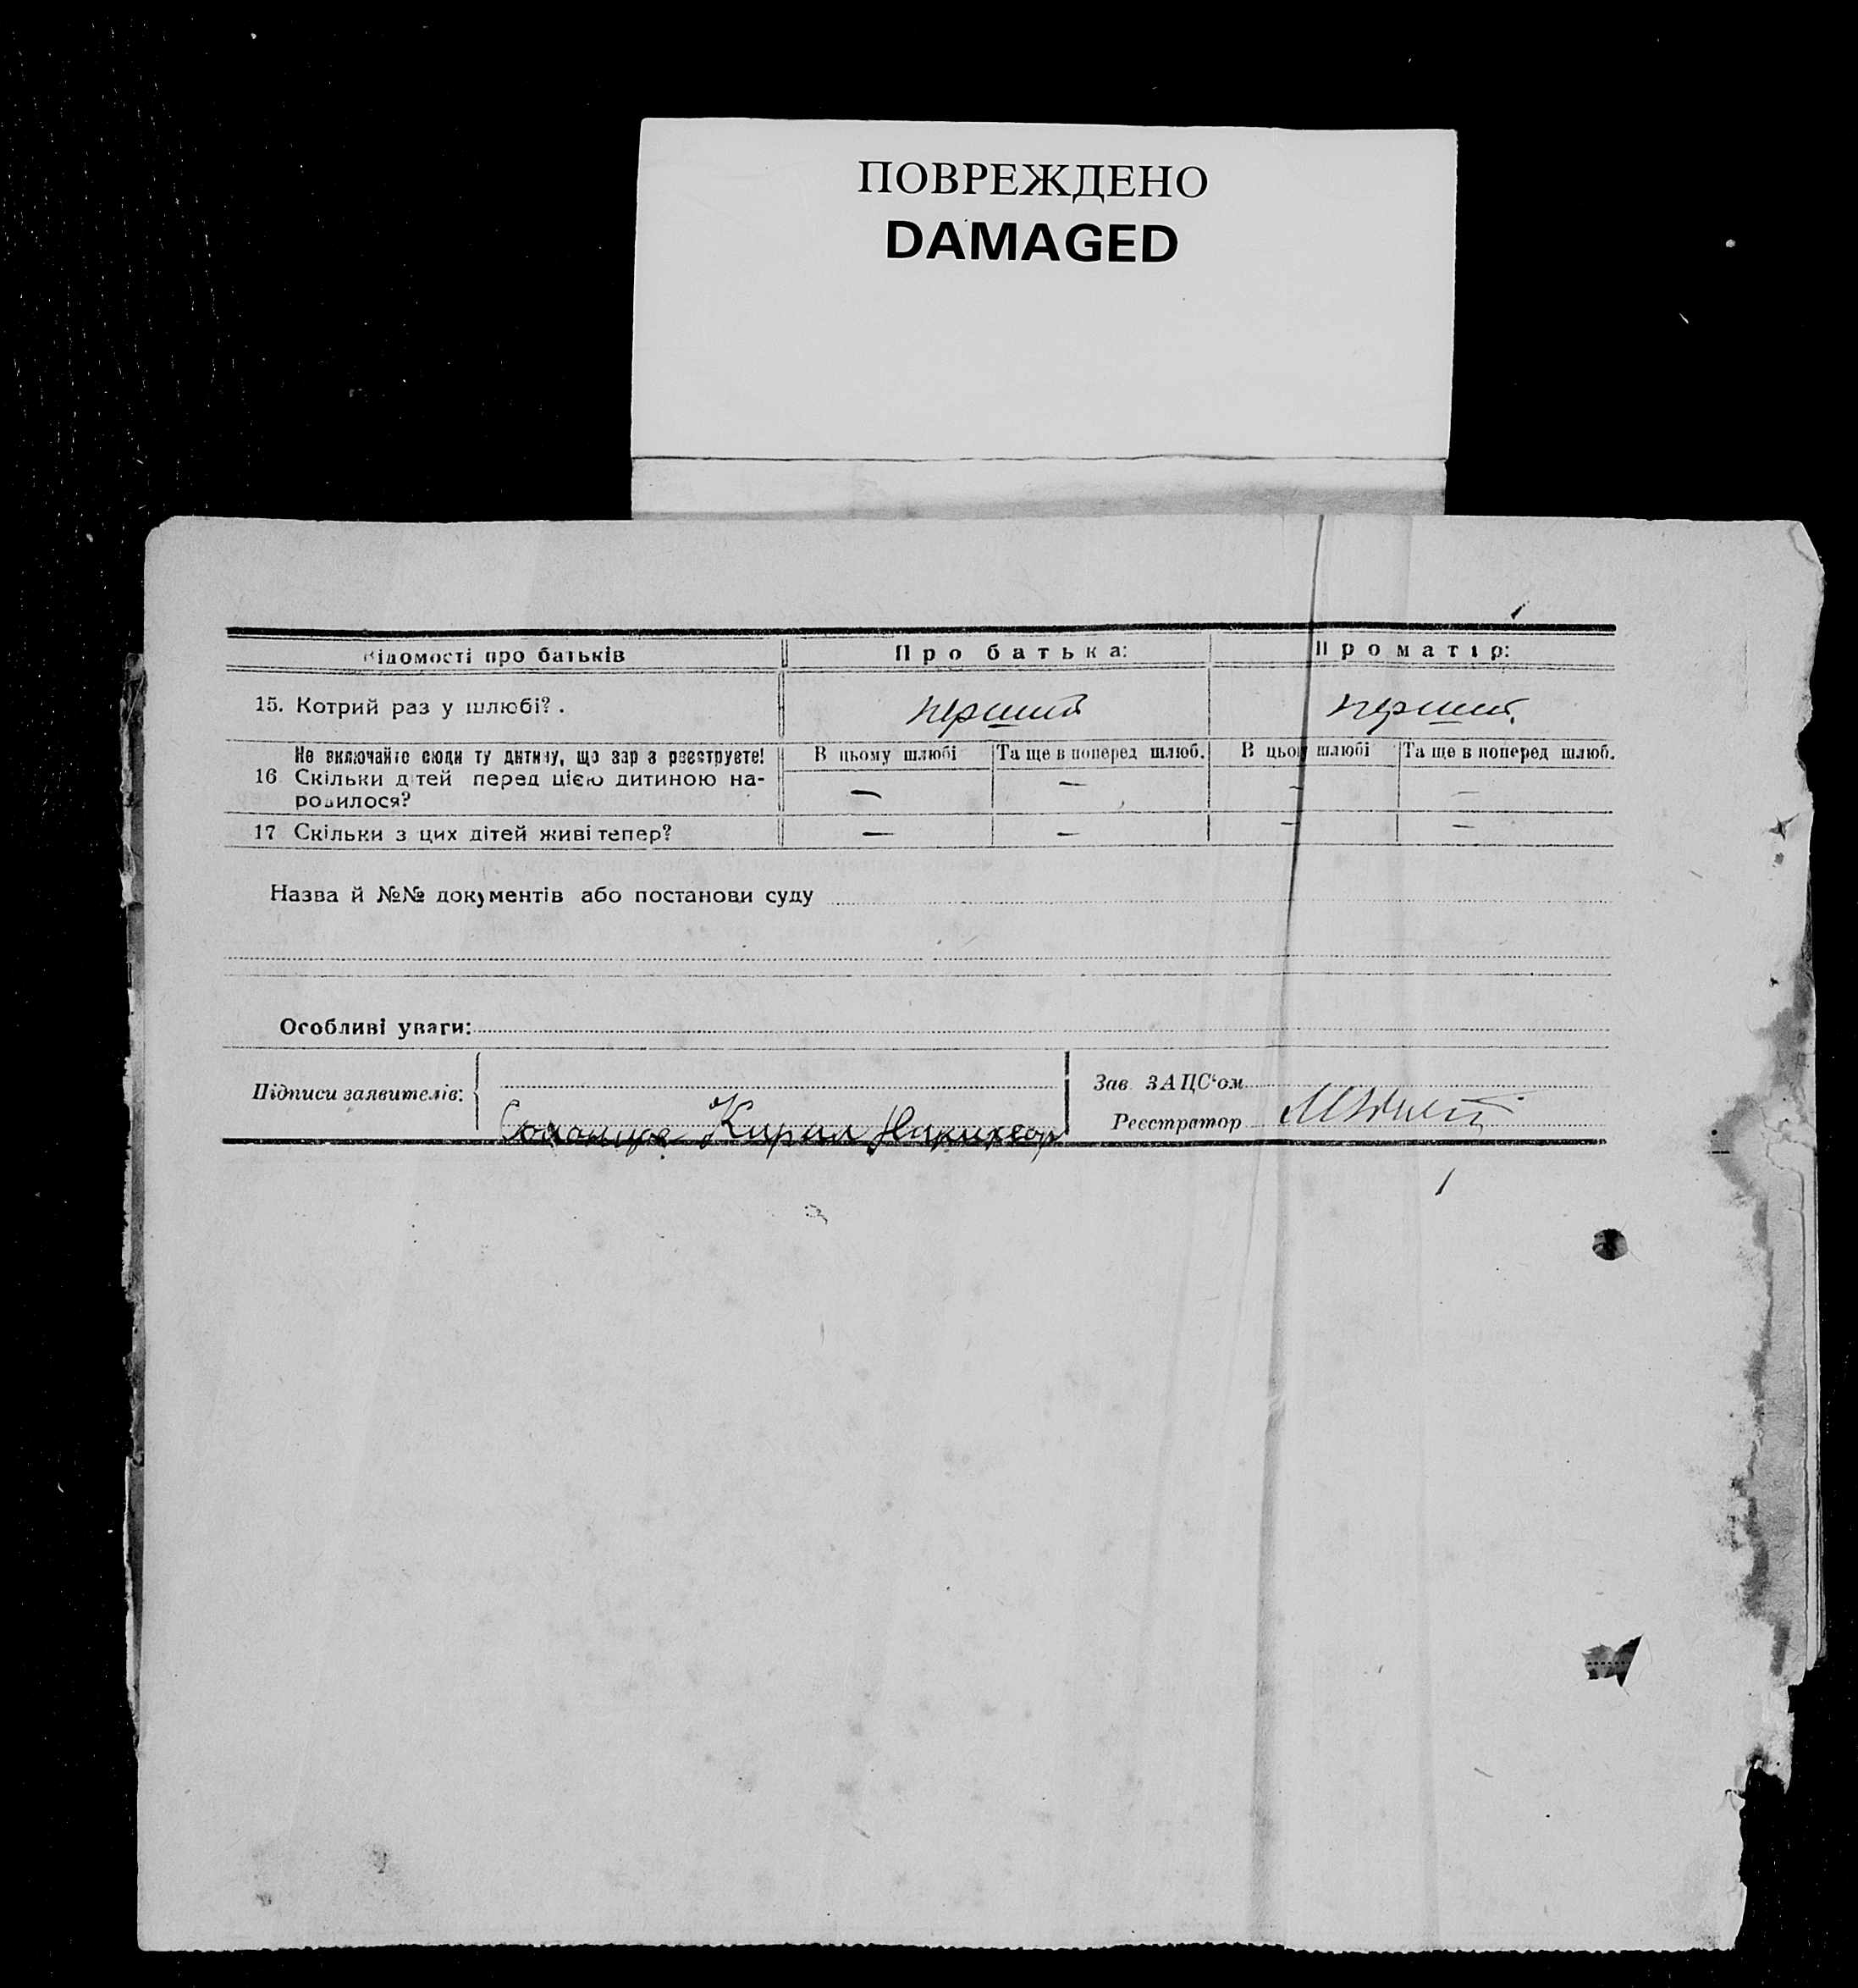 ПОВРЕЖДЕНО
DAMAGED
Відомості про батьків Про батька: Про матір:
15. Котрий раз у шлюбі?. перший перший
Не включайте сюди ту дитину, що зараз реєструєте! В цьому шлюбі Та ще в поперед шлюб. В цьому шлюбі Та ще в поперед шлюб.
16 Скільки дітей перед цією дитиною на- — — — —
родилося?
17 Скільки з цих дітей живі тепер? — — — —
Назва й №№ документів або постанови суду
Особливі уваги:
Підписи заявителів: Зав. ЗАЦС'ом
Кирил Реєстратор